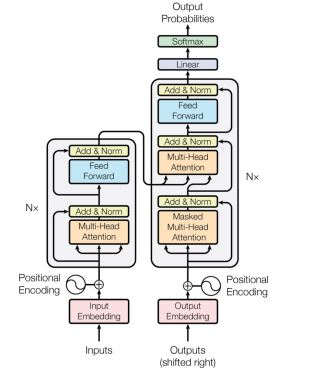 Output
Probabilities
Softmax
Linear
Add & Norm
Feed
Forward
Add & Norm
Multi-Head
Attention
Add & Norm
Masked
Multi-Head
Attention
Nx
Positional
Encoding
Output
Embedding
Outputs
(shifted right)
Add & Norm
Feed
Forward
Add & Norm
Multi-Head
Attention
Nx
Positional
Encoding
Input
Embedding
Inputs